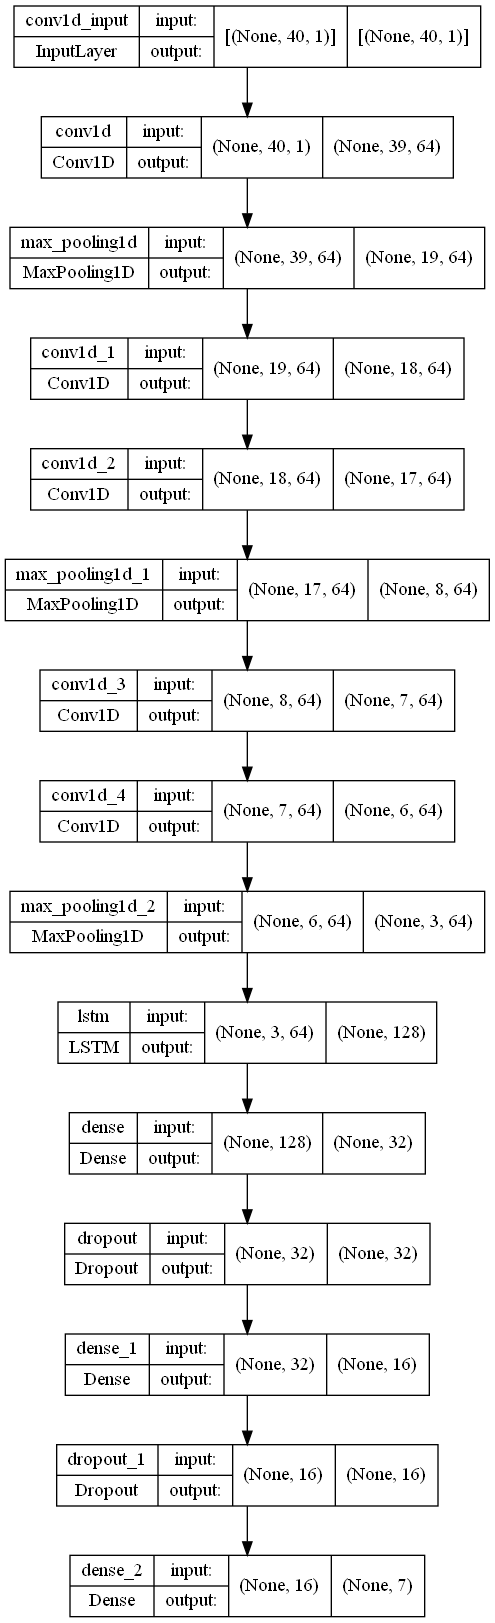 conv1d_input input: [(None, 40, 1)] [(None, 40, 1)]
InputLayer output:
conv1d input: (None, 40, 1) (None, 39, 64)
Conv1D output:
max_pooling1d input: (None, 39, 64) (None, 19, 64)
MaxPooling1D output:
conv1d_1 input: (None, 19, 64) (None, 18, 64)
Conv1D output:
conv1d_2 input: (None, 18, 64) (None, 17, 64)
Conv1D output:
max_pooling1d_1 input: (None, 17, 64) (None, 8, 64)
MaxPooling1D output:
conv1d_3 input: (None, 8, 64) (None, 7, 64)
Conv1D output:
conv1d_4 input: (None, 7, 64) (None, 6, 64)
Conv1D output:
max_pooling1d_2 input: (None, 6, 64) (None, 3, 64)
MaxPooling1D output:
lstm input: (None, 3, 64) (None, 128)
LSTM output:
dense input: (None, 128) (None, 32)
Dense output:
dropout input: (None, 32) (None, 32)
Dropout output:
dense_1 input: (None, 32) (None, 16)
Dense output:
dropout_1 input: (None, 16) (None, 16)
Dropout output:
dense_2 input: (None, 16) (None, 7)
Dense output: